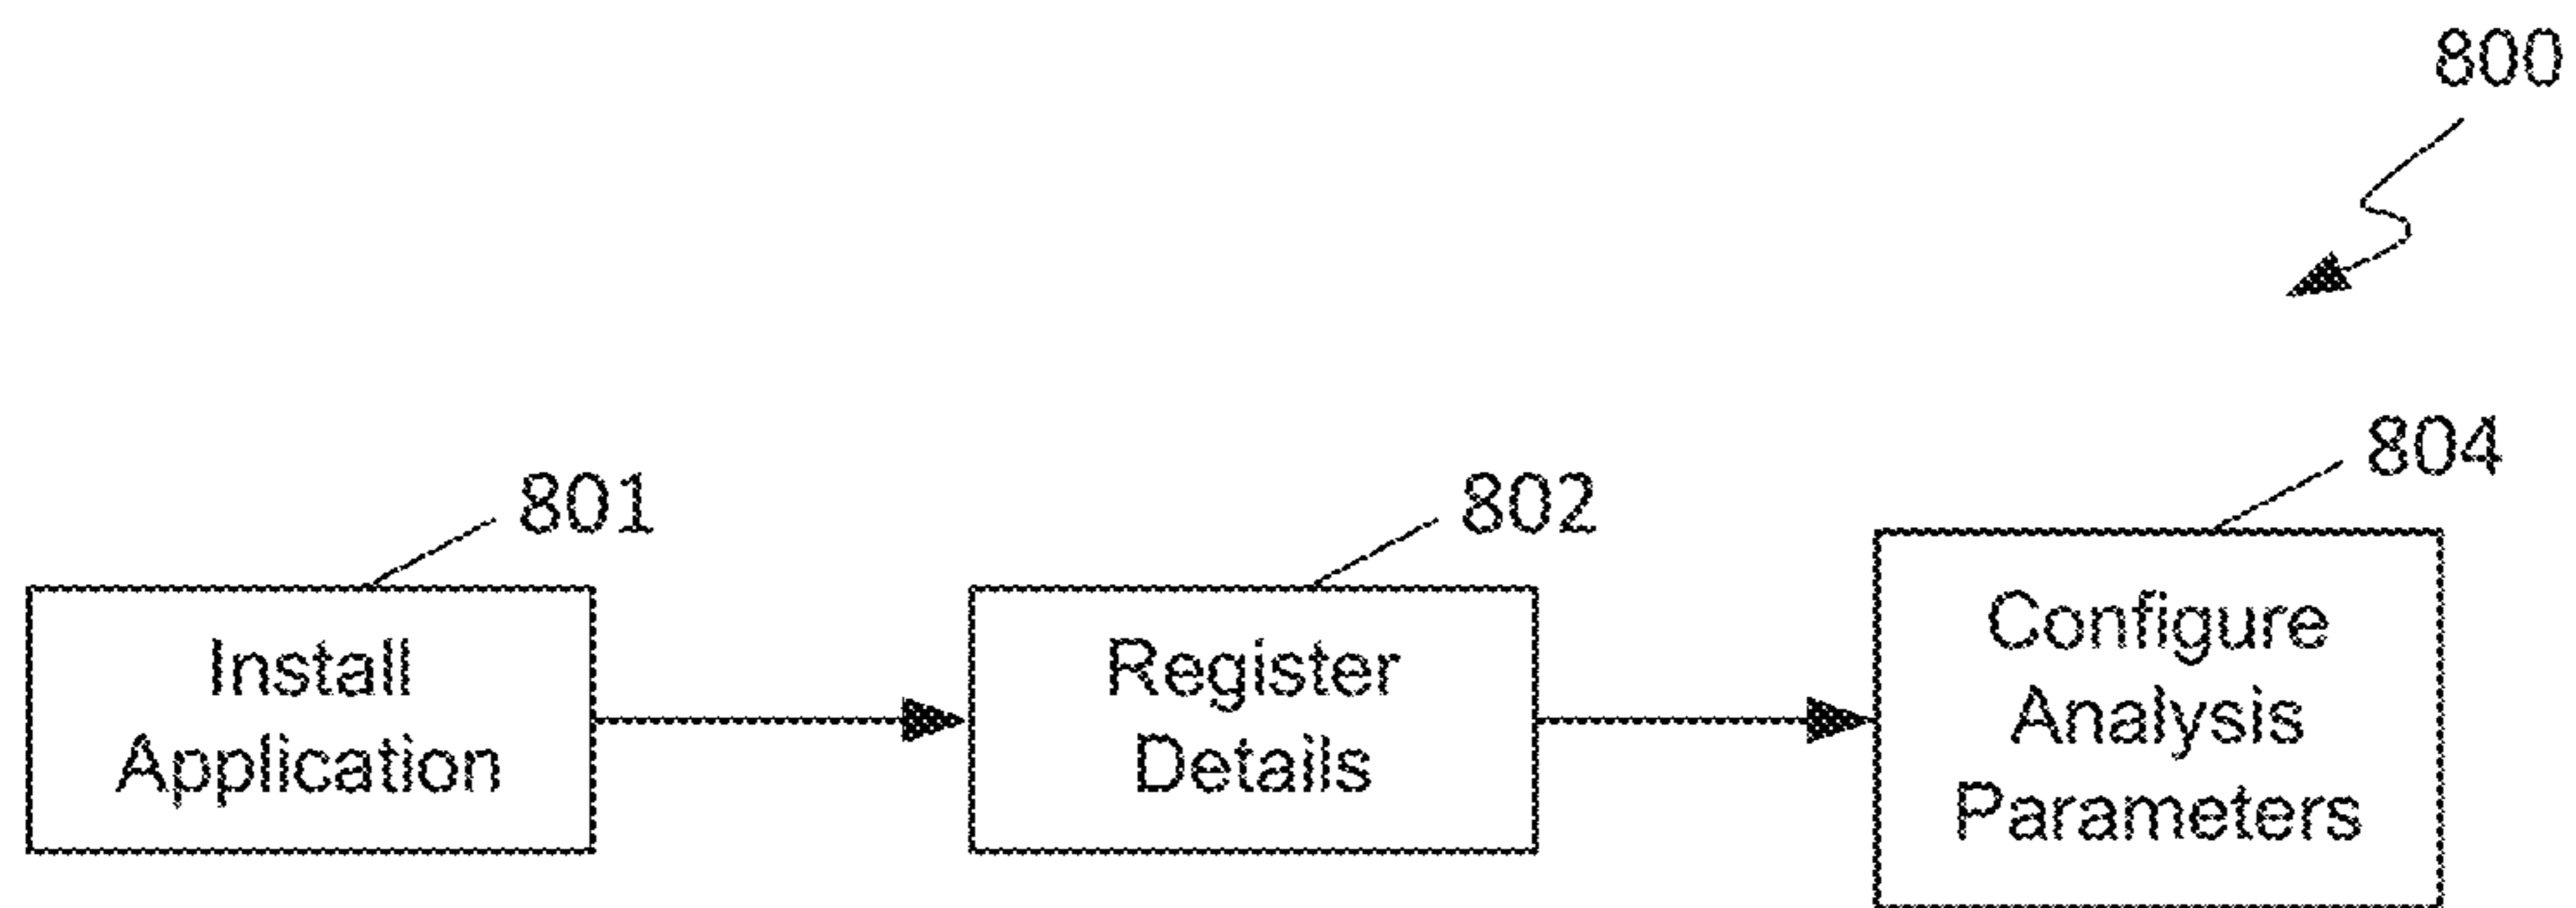 800
801
802
804
Install
Application
Register
Details
Configure
Analysis
Parameters